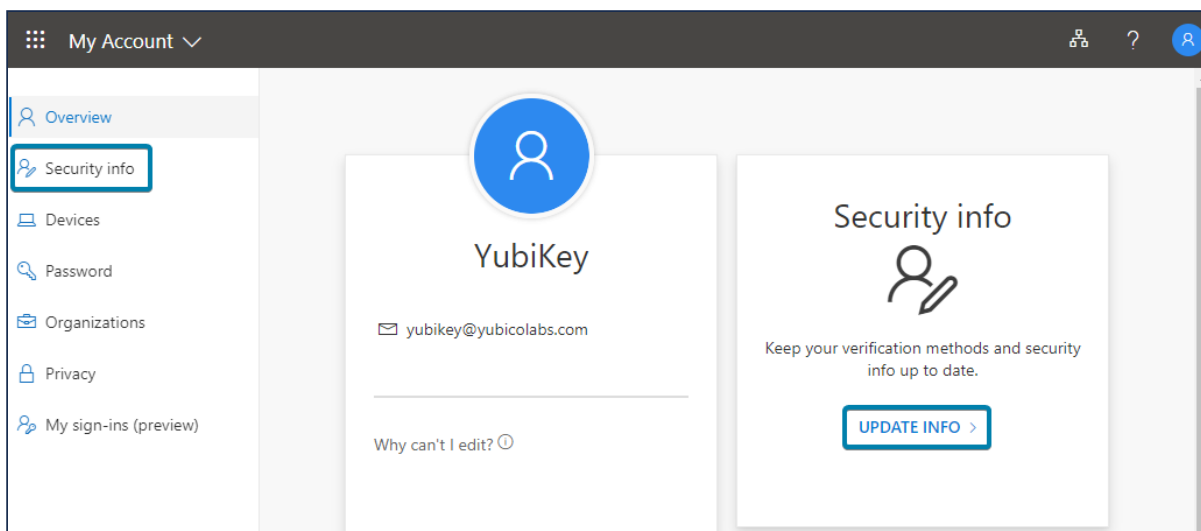 My Account
?
Overview
Security info
Devices
Password
Organizations
Privacy
My sign-ins (preview)
YubiKey
yubikey@yubicolabs.com
Why can't I edit?
Security info
Keep your verification methods and security
info up to date.
UPDATE INFO >